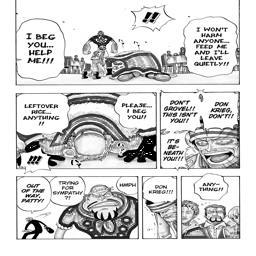 !!
I WON'T
HARM
ANYONE...
FEED ME
AND I'LL
LEAVE
QUIETLY!!
I BEG
YOU...
HELP
ME!!!
DON
KRIEG,
DON'T!!
DON'T
GROVEL!!
THIS ISN'T
YOU!!
IT'S
BE-
NEATH
YOU!!!
PLEASE...
I BEG
YOU!!
LEFTOVER
RICE...
ANYTHING
!!
!!!
ANY-
THING!!
DON
KRIEG!!!
HMPH
TRYING
FOR
SYMPATHY
?!
OUT
OF THE
WAY,
PATTY!